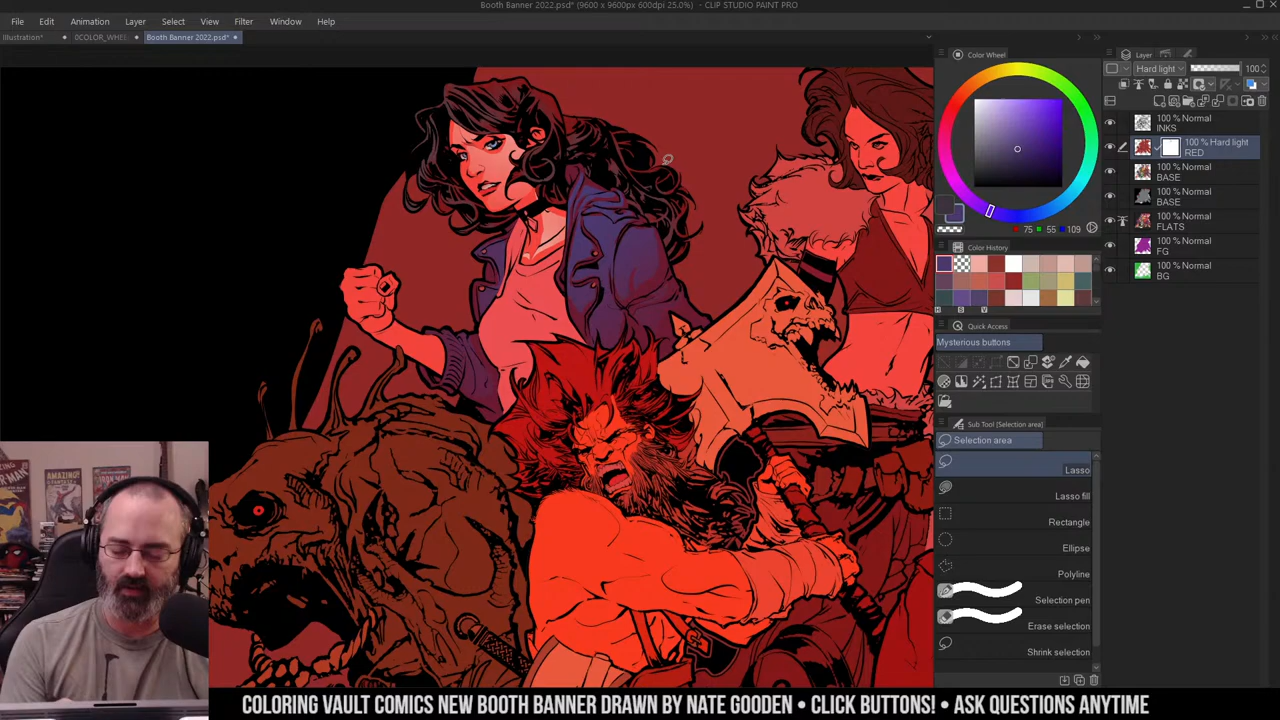 Booth Banner 2022.psd* (9600 x 9600px 600dpi 25.0%) - CLIP STUDIO PAINT PRO
File Edit Animation Layer Select View Filter Window Help
Illustration* 0COLOR_WHEE Booth Banner 2022.psd*
Color Wheel
75 55 109
Color History
H S V
Quick Access
Mysterious buttons
Sub Tool [Selection area]
Selection area
Lasso
Lasso fill
Rectangle
Ellipse
Polyline
Selection pen
Erase selection
Shrink selection
Layer
Hard light 100
100 % Normal
INKS
100 % Hard light
RED
100 % Normal
BASE
100 % Normal
BASE
100 % Normal
FLATS
100 % Normal
FG
100 % Normal
BG
AMAZING
COLORING VAULT COMICS NEW BOOTH BANNER DRAWN BY NATE GOODEN • CLICK BUTTONS! • ASK QUESTIONS ANYTIME